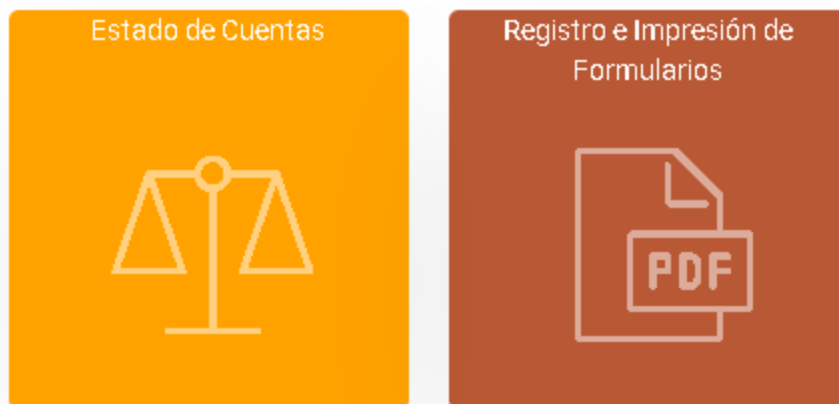 Estado de Cuentas
Registro e Impresión de
Formularios
PDF